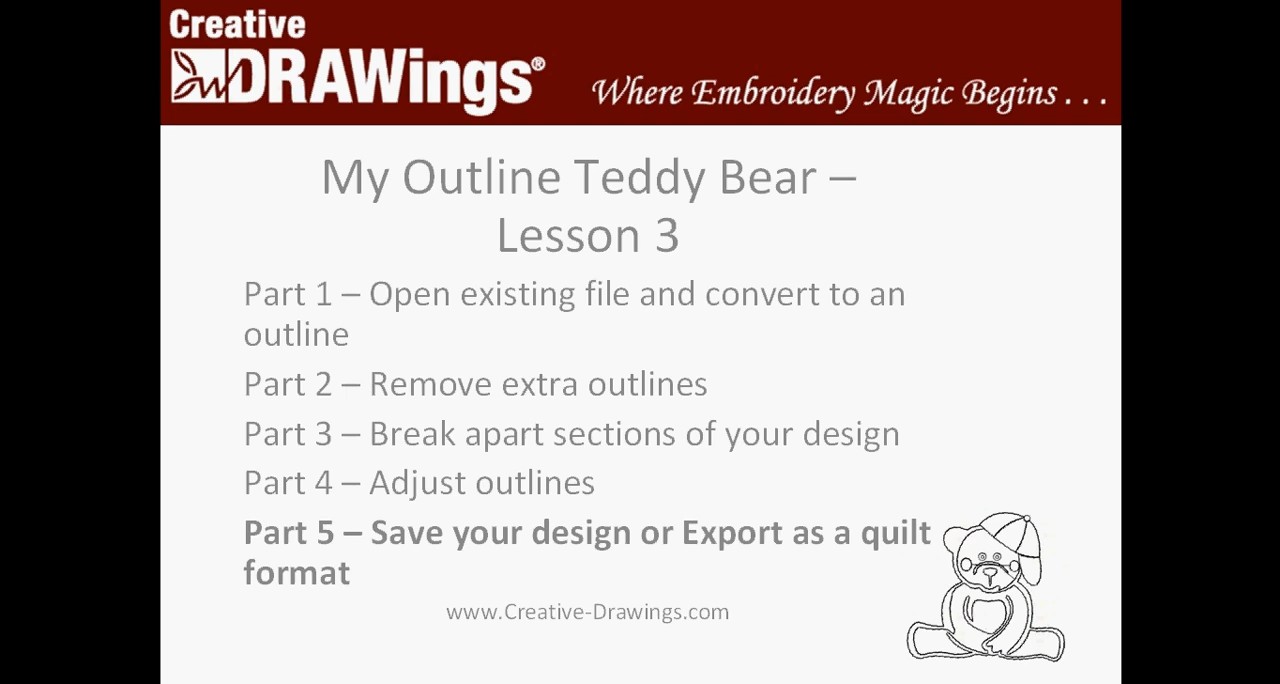 Creative
DRAWings®
Where Embroidery Magic Begins . . .
My Outline Teddy Bear –
Lesson 3
Part 1 – Open existing file and convert to an
outline
Part 2 – Remove extra outlines
Part 3 – Break apart sections of your design
Part 4 – Adjust outlines
Part 5 – Save your design or Export as a quilt
format
www.Creative-Drawings.com